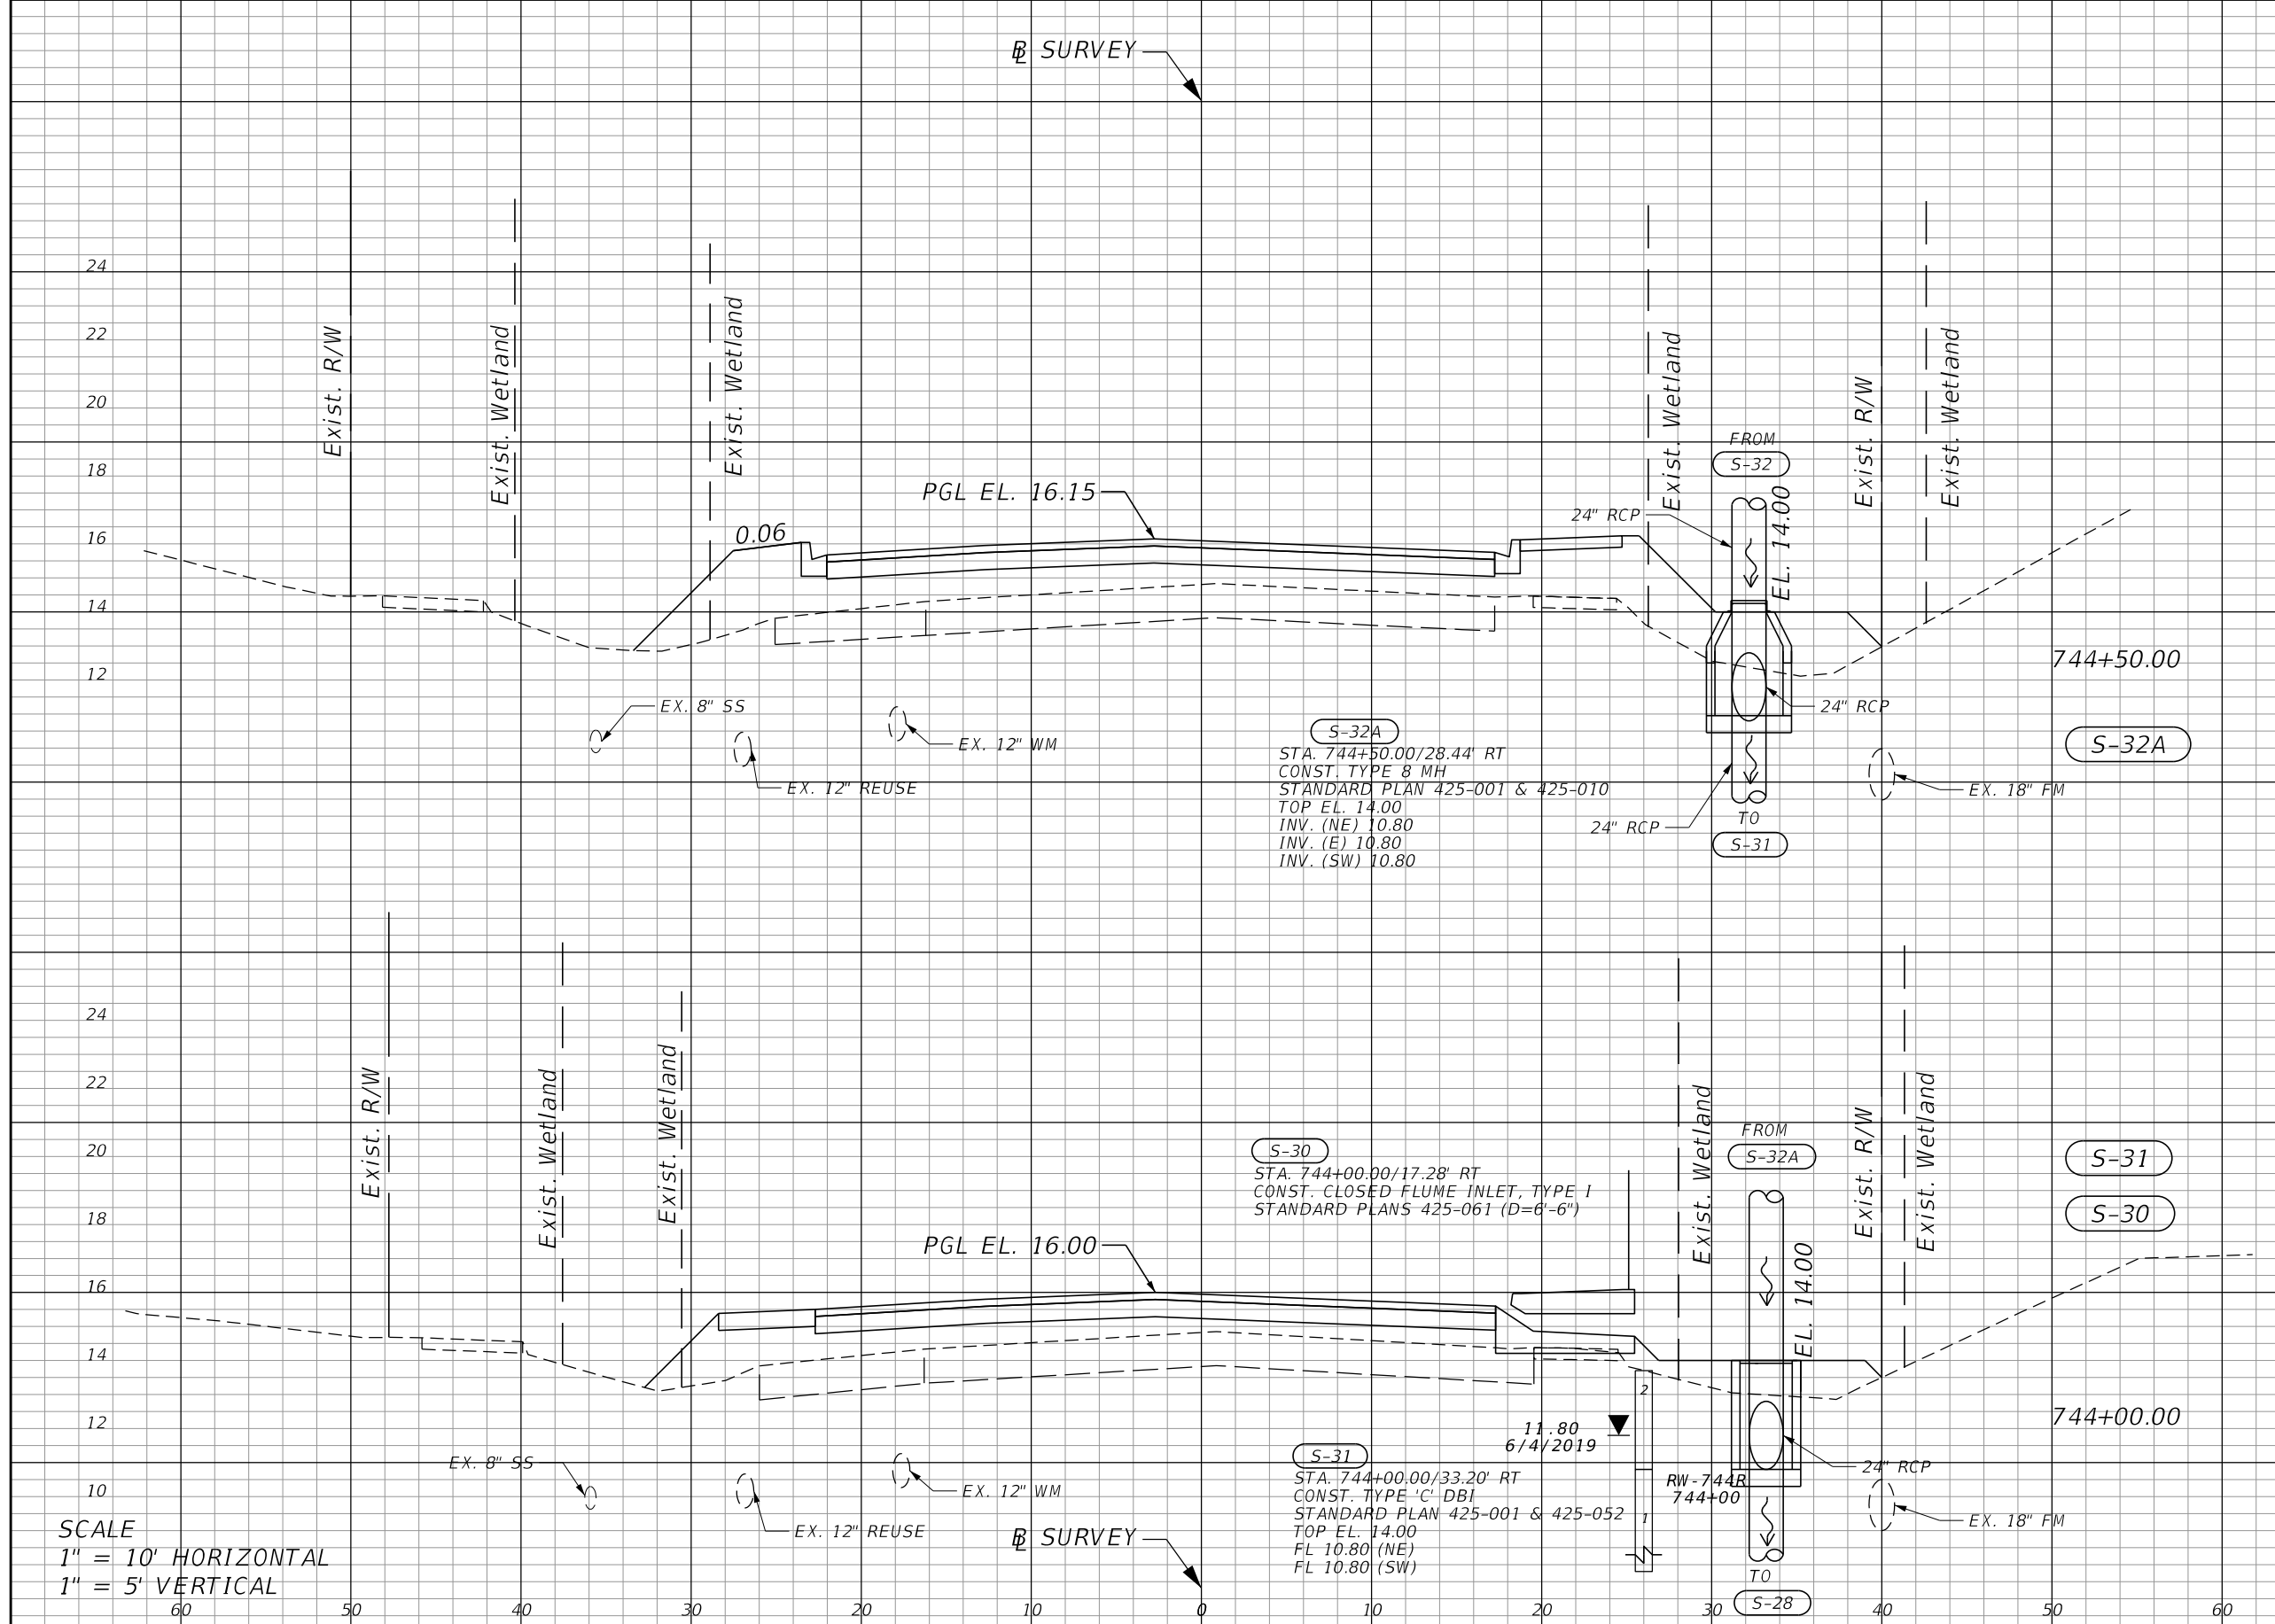 BL SURVEY
24
22
20
18
16
14
12
Exist. R/W
Exist. Wetland
Exist. Wetland
Exist. Wetland
Exist. R/W
Exist. Wetland
FROM
S-32
24" RCP
EL. 14.00
PGL EL. 16.15
0.06
744+50.00
24" RCP
EX. 8" SS
EX. 12" WM
EX. 12" REUSE
S-32A
STA. 744+50.00/28.44' RT
CONST. TYPE 8 MH
STANDARD PLAN 425-001 & 425-010
TOP EL. 14.00
INV. (NE) 10.80
INV. (E) 10.80
INV. (SW) 10.80
S-32A
EX. 18" FM
24" RCP
TO
S-31
24
22
20
18
16
14
12
10
Exist. R/W
Exist. Wetland
Exist. Wetland
Exist. Wetland
Exist. R/W
Exist. Wetland
FROM
S-32A
EL. 14.00
S-31
S-30
S-30
STA. 744+00.00/17.28' RT
CONST. CLOSED FLUME INLET, TYPE I
STANDARD PLANS 425-061 (D=6'-6")
PGL EL. 16.00
744+00.00
2
1
11.80
6/4/2019
RW-744R
744+00
24" RCP
EX. 8" SS
EX. 12" WM
EX. 12" REUSE
S-31
STA. 744+00.00/33.20' RT
CONST. TYPE 'C' DBI
STANDARD PLAN 425-001 & 425-052
TOP EL. 14.00
FL 10.80 (NE)
FL 10.80 (SW)
EX. 18" FM
BL SURVEY
TO
S-28
SCALE
1" = 10' HORIZONTAL
1" = 5' VERTICAL
60 50 40 30 20 10 0 10 20 30 40 50 60